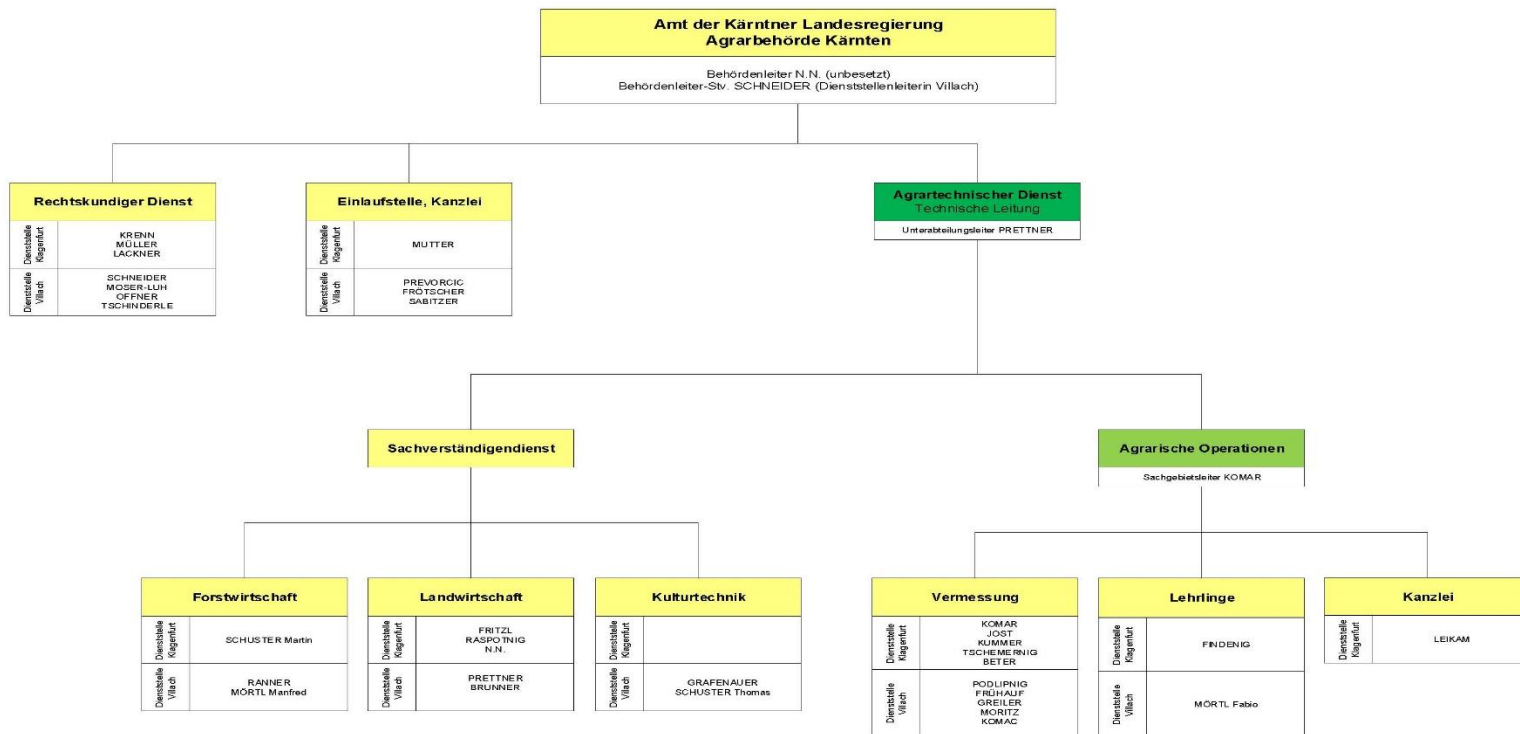 Amt der Kärntner Landesregierung
Agrarbehörde Kärnten
Behördenleiter N.N. (unbesetzt)
Behördenleiter-Stv. SCHNEIDER (Dienststellenleiterin Villach)
Rechtskundiger Dienst
Dienststelle
Klagenfurt
KRENN
MÜLLER
LACKNER
Dienststelle
Villach
SCHNEIDER
MOSER-LUH
OFFNER
TSCHINDERLE
Einlaufstelle, Kanzlei
Dienststelle
Klagenfurt
MUTTER
Dienststelle
Villach
PREVORCIC
FRÖTSCHER
SABITZER
Agrartechnischer Dienst
Technische Leitung
Unterabteilungsleiter PRETTNER
Sachverständigendienst
Agrarische Operationen
Sachgebietsleiter KOMAR
Forstwirtschaft
Dienststelle
Klagenfurt
SCHUSTER Martin
Dienststelle
Villach
RANNER
MÖRTL Manfred
Landwirtschaft
Dienststelle
Klagenfurt
FRITZL
RASPOTNIG
N.N.
Dienststelle
Villach
PRETTNER
BRUNNER
Kulturtechnik
Dienststelle
Klagenfurt
Dienststelle
Villach
GRAFENAUER
SCHUSTER Thomas
Vermessung
Dienststelle
Klagenfurt
KOMAR
JOST
KUMMER
TSCHEMERNIG
BETER
Dienststelle
Villach
PODLIPNIG
FRÜHAUF
GREILER
MORITZ
KOMAC
Lehrlinge
Dienststelle
Klagenfurt
FINDENIG
Dienststelle
Villach
MÖRTL Fabio
Kanzlei
Dienststelle
Klagenfurt
LEIKAM